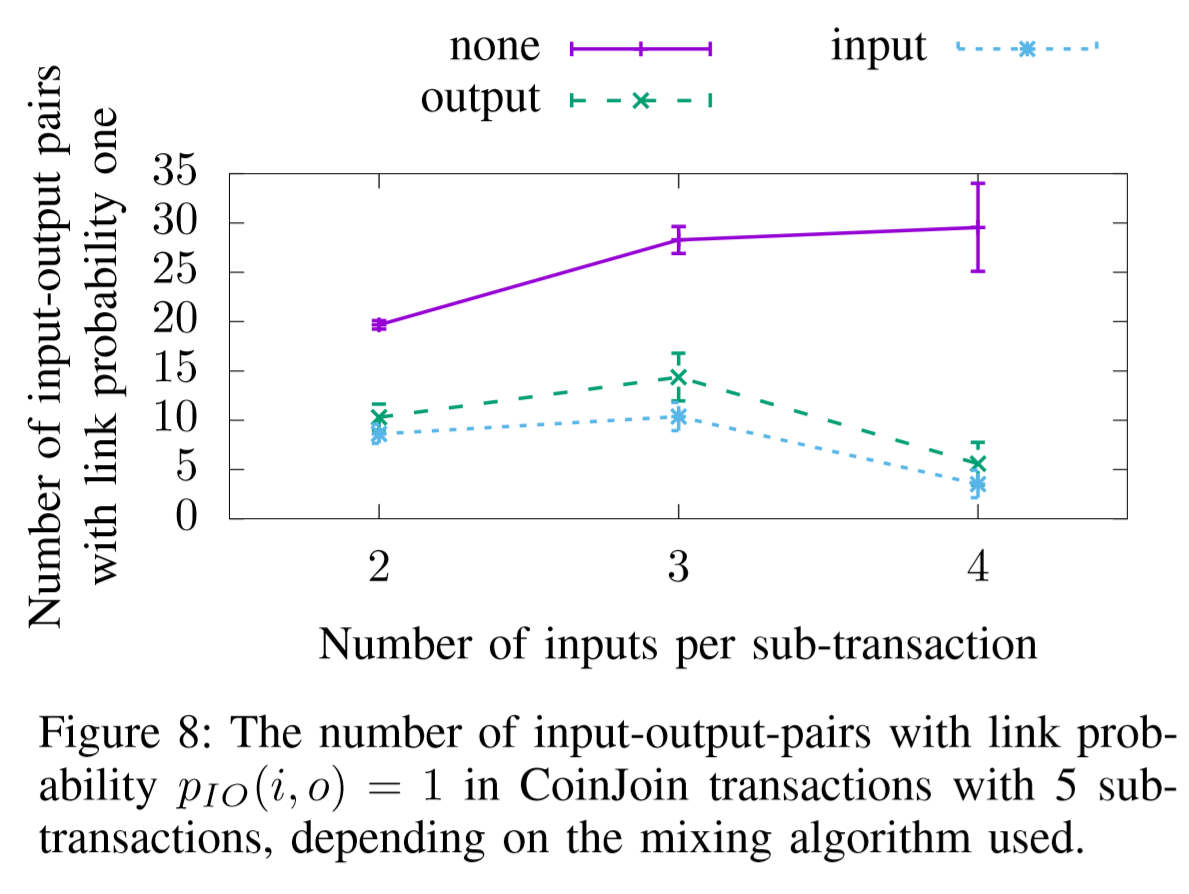 none
input
output
Number of input-output pairs
with link probability one
35
30
25
20
15
10
5
0
2
3
4
Number of inputs per sub-transaction
Figure 8: The number of input-output-pairs with link prob-
ability p_{IO}(i, o) = 1 in CoinJoin transactions with 5 sub-
transactions, depending on the mixing algorithm used.